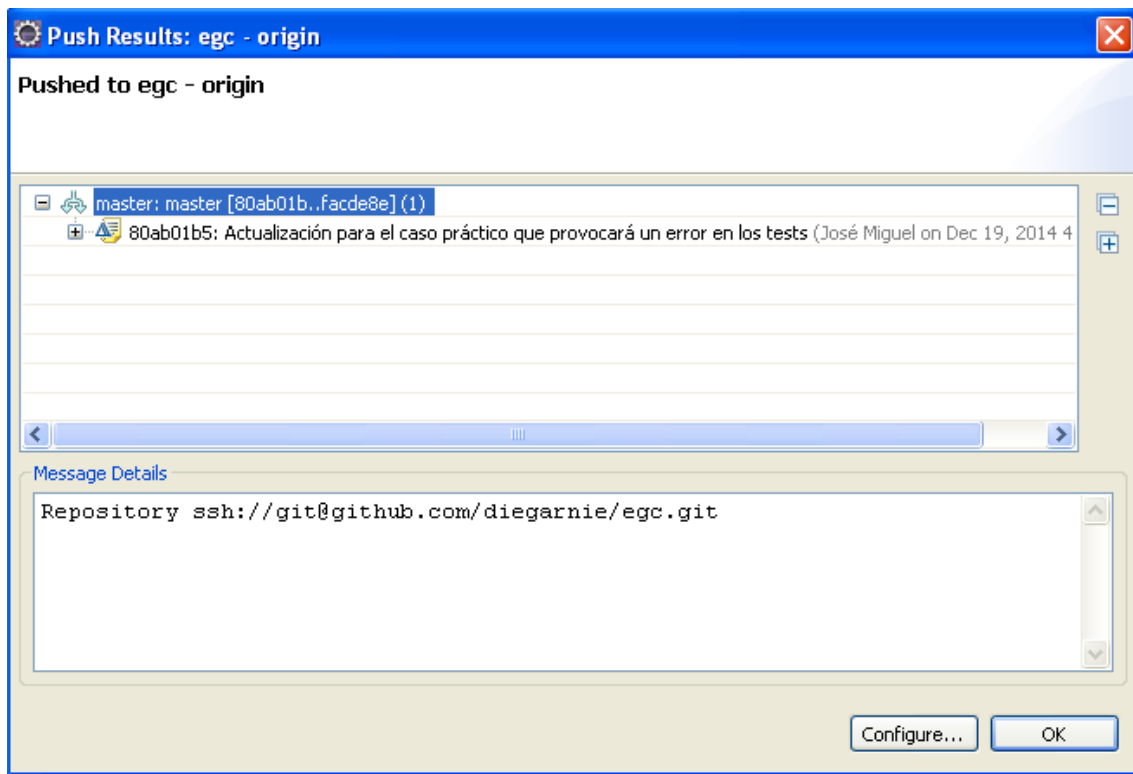 Push Results: egc - origin
Pushed to egc - origin
master: master [80ab01b..facde8e] (1)
80ab01b5: Actualización para el caso práctico que provocará un error en los tests (José Miguel on Dec 19, 2014 4
Message Details
Repository ssh://git@github.com/diegarnie/egc.git
Configure... OK